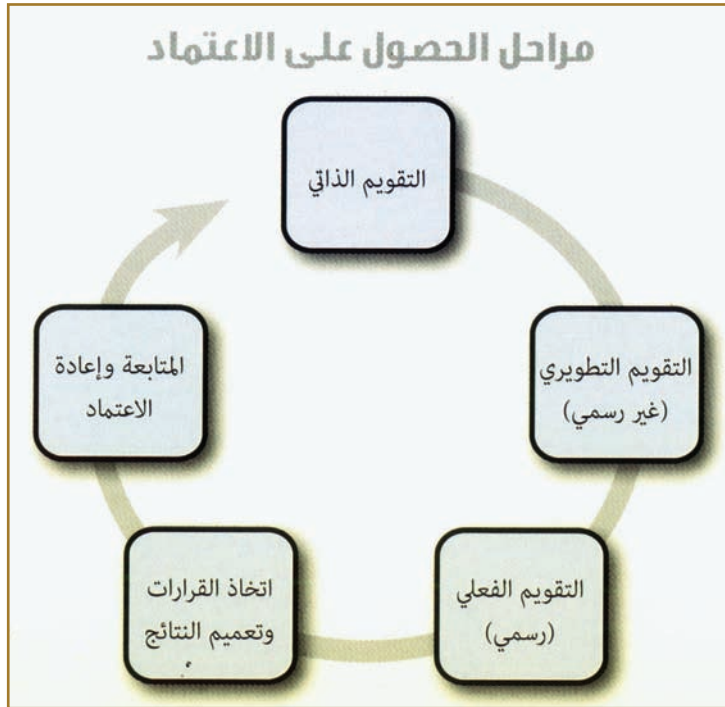 مراحل الحصول على الاعتماد
التقويم الذاتي
التقويم التطويري
(غير رسمي)
التقويم الفعلي
(رسمي)
اتخاذ القرارات
وتعميم النتائج
المتابعة وإعادة
الاعتماد